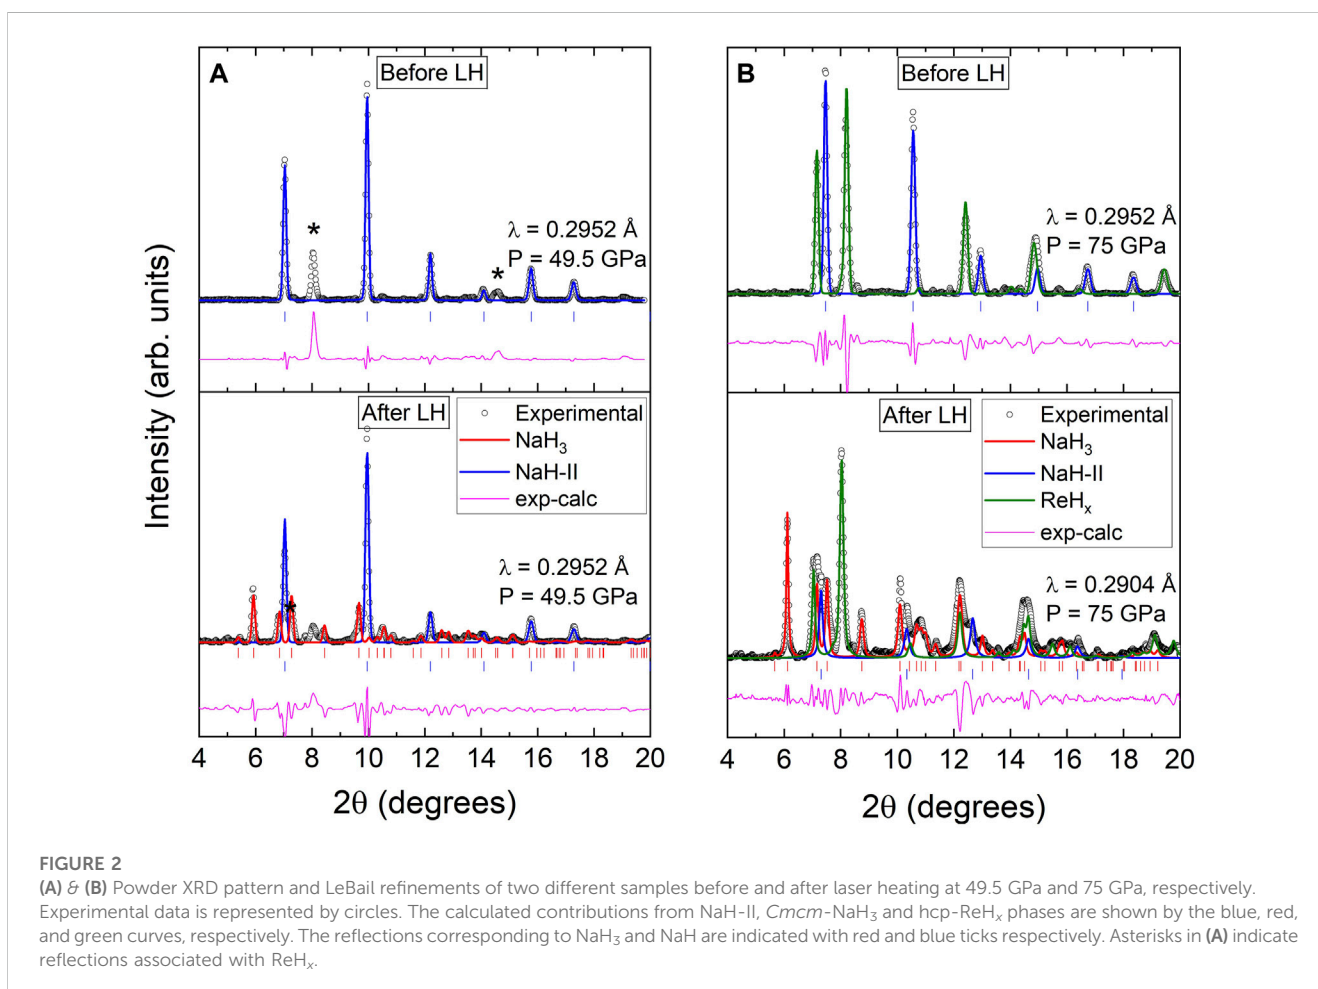 A
Before LH
*
λ = 0.2952 Å
P = 49.5 GPa
*
B
Before LH
λ = 0.2952 Å
P = 75 GPa
Intensity (arb. units)
After LH
Experimental
NaH₃
NaH-II
exp-calc
*
λ = 0.2952 Å
P = 49.5 GPa
4 6 8 10 12 14 16 18 20
2θ (degrees)
After LH
Experimental
NaH₃
NaH-II
ReHₓ
exp-calc
λ = 0.2904 Å
P = 75 GPa
4 6 8 10 12 14 16 18 20
2θ (degrees)
FIGURE 2
(A) & (B) Powder XRD pattern and LeBail refinements of two different samples before and after laser heating at 49.5 GPa and 75 GPa, respectively.
Experimental data is represented by circles. The calculated contributions from NaH-II, Cmcm-NaH₃ and hcp-ReHₓ phases are shown by the blue, red,
and green curves, respectively. The reflections corresponding to NaH₃ and NaH are indicated with red and blue ticks respectively. Asterisks in (A) indicate
reflections associated with ReHₓ.